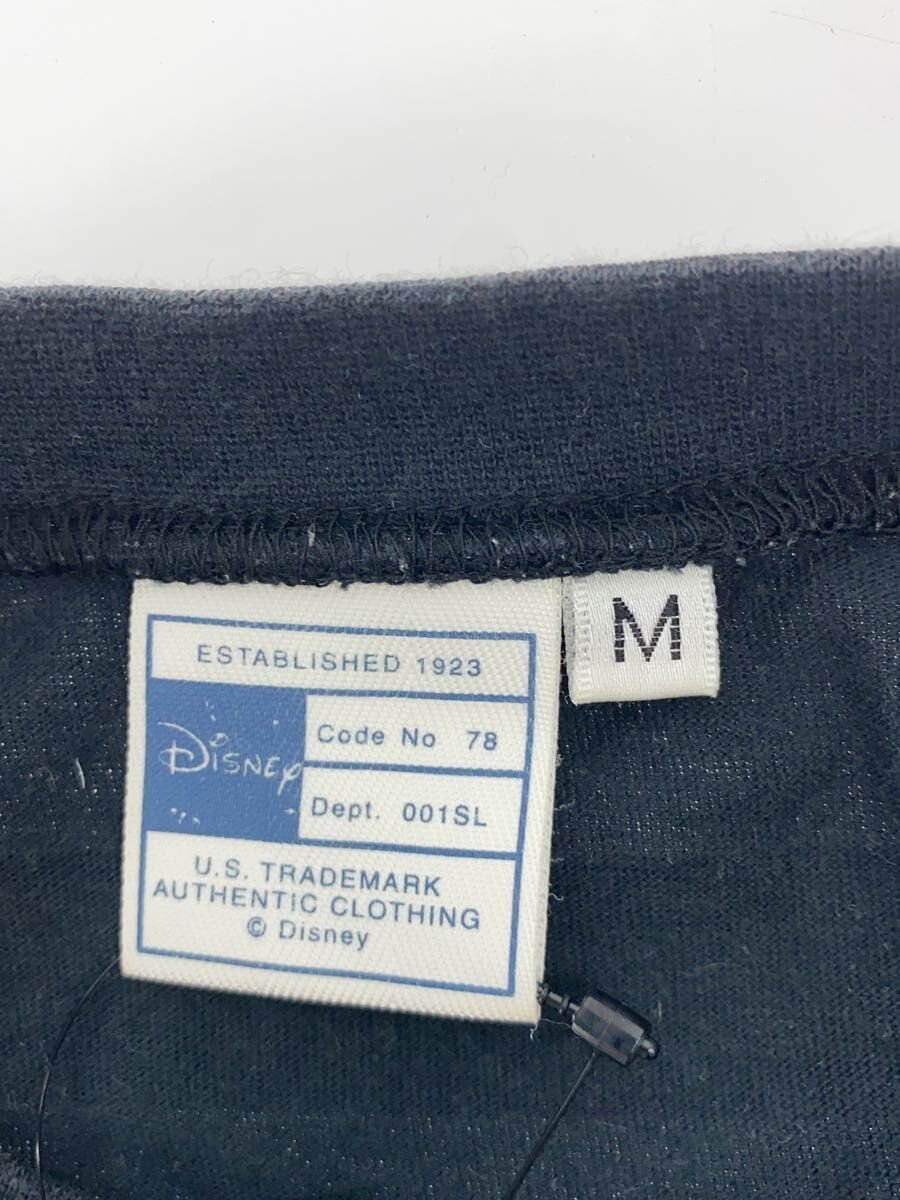 ESTABLISHED 1923
Disney
Code No 78
Dept. 001SL
U.S. TRADEMARK
AUTHENTIC CLOTHING
© Disney
M